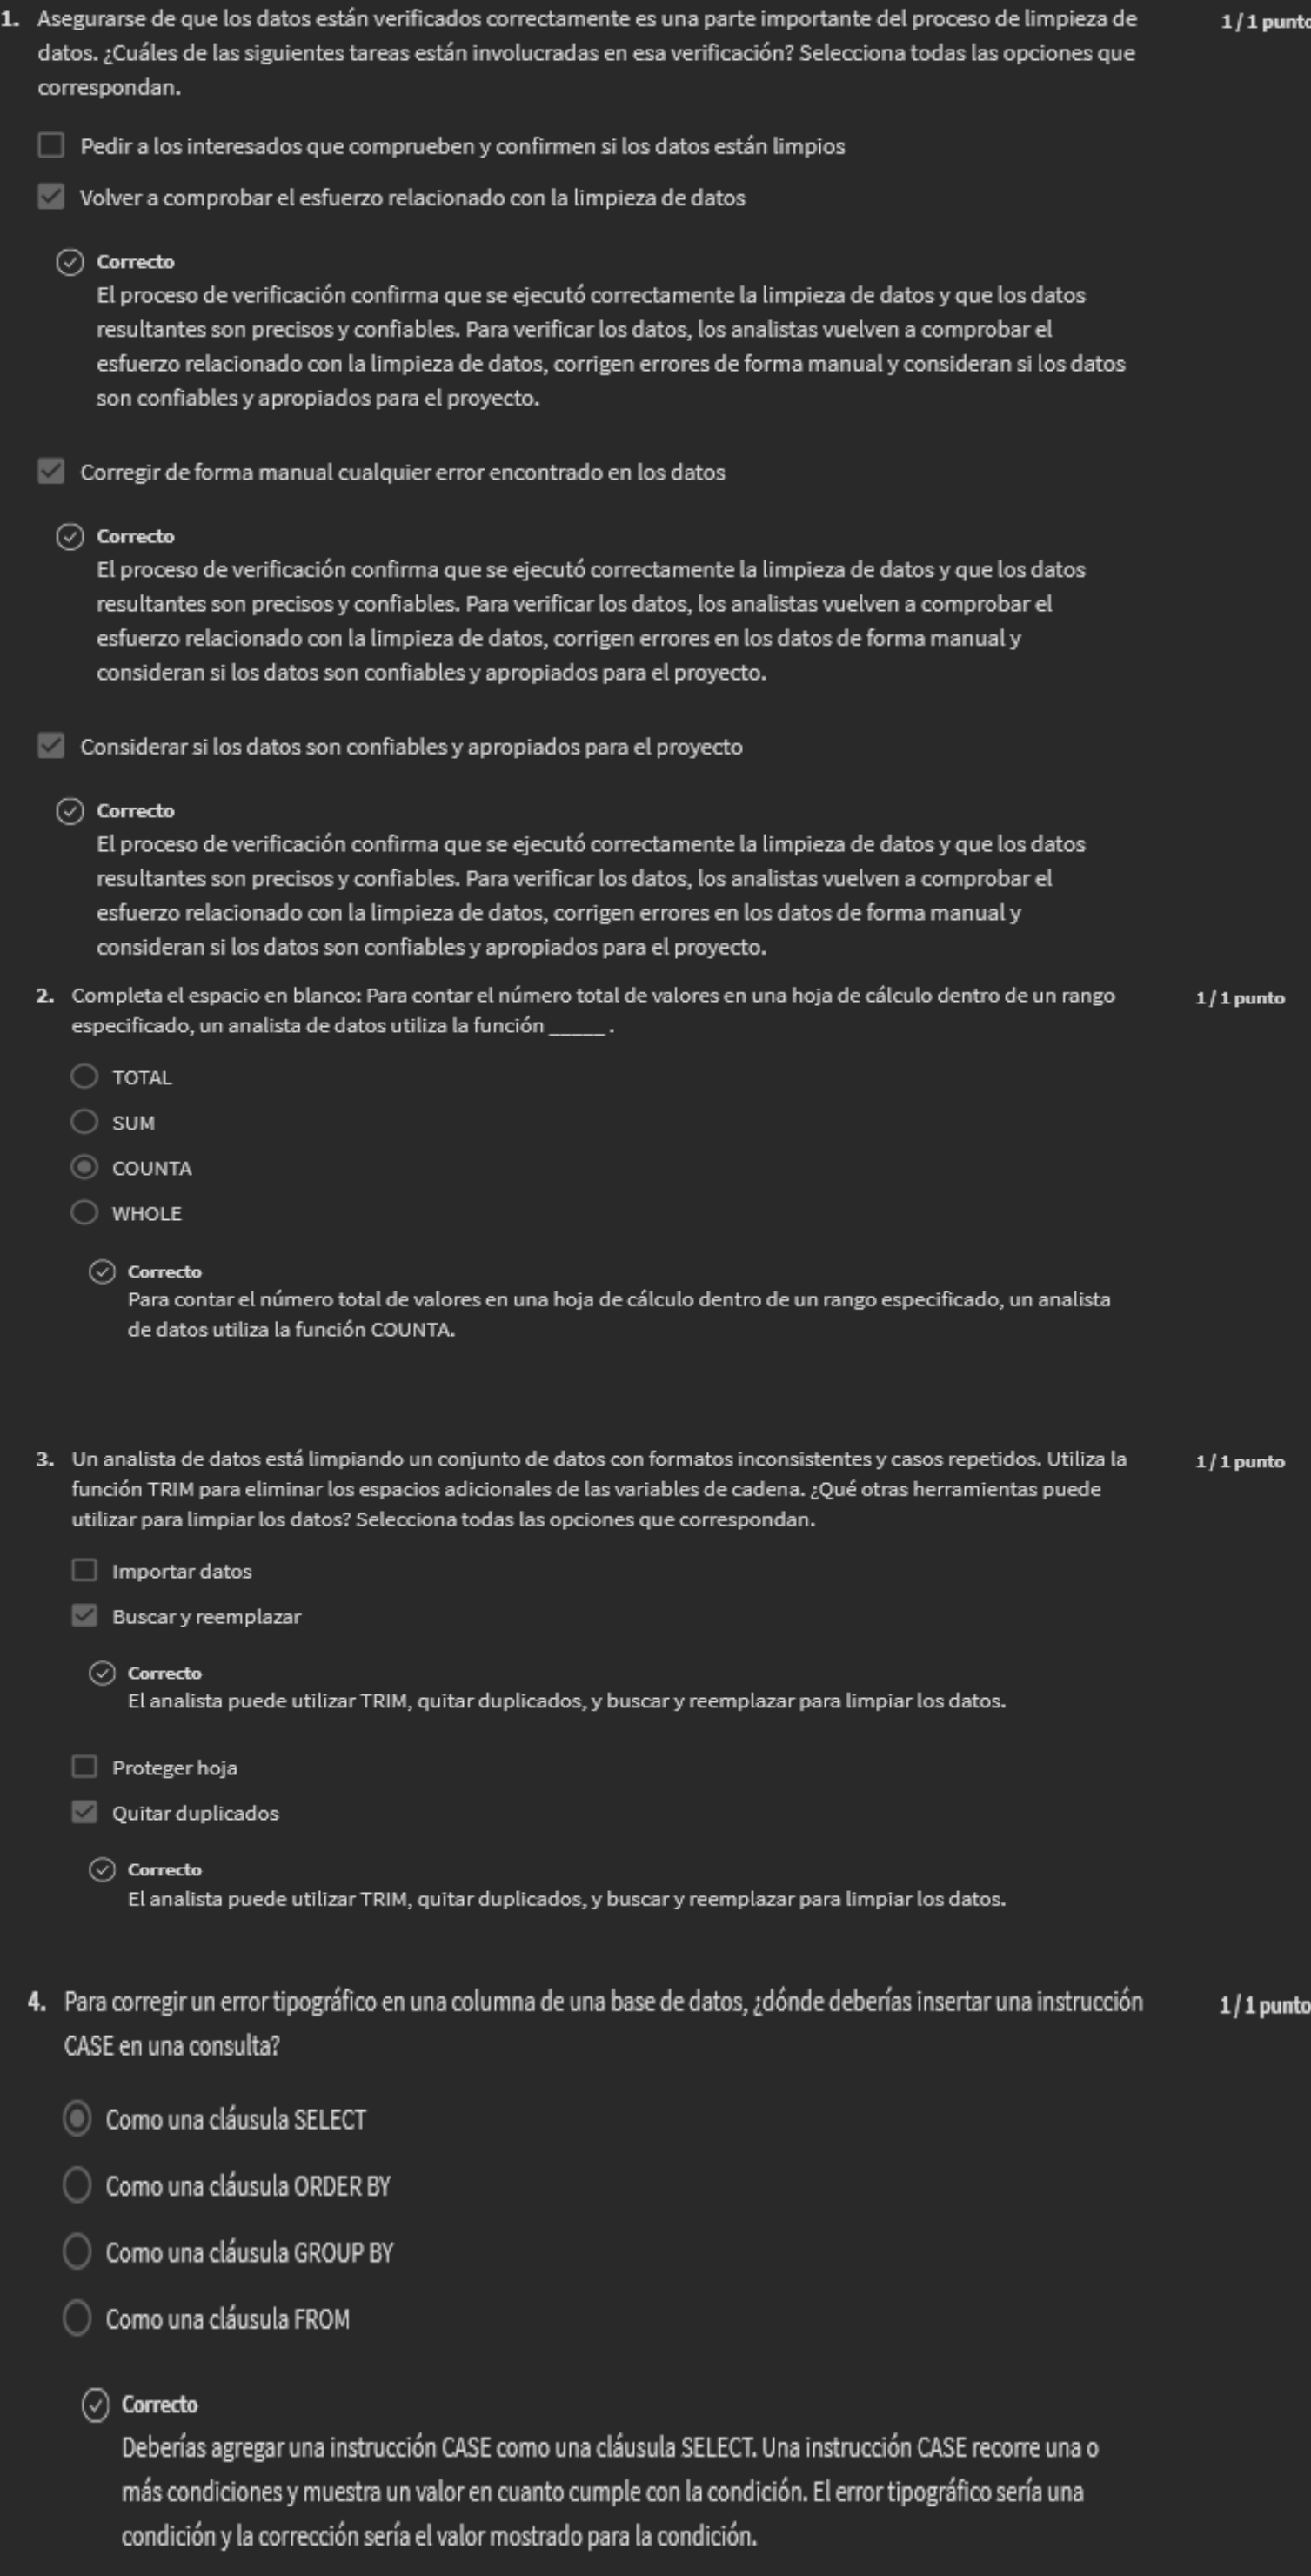 1. Asegurarse de que los datos están verificados correctamente es una parte importante del proceso de limpieza de 1 / 1 punto
datos. ¿Cuáles de las siguientes tareas están involucradas en esa verificación? Selecciona todas las opciones que
correspondan.
Pedir a los interesados que comprueben y confirmen si los datos están limpios
Volver a comprobar el esfuerzo relacionado con la limpieza de datos
Correcto
El proceso de verificación confirma que se ejecutó correctamente la limpieza de datos y que los datos
resultantes son precisos y confiables. Para verificar los datos, los analistas vuelven a comprobar el
esfuerzo relacionado con la limpieza de datos, corrigen errores de forma manual y consideran si los datos
son confiables y apropiados para el proyecto.
Corregir de forma manual cualquier error encontrado en los datos
Correcto
El proceso de verificación confirma que se ejecutó correctamente la limpieza de datos y que los datos
resultantes son precisos y confiables. Para verificar los datos, los analistas vuelven a comprobar el
esfuerzo relacionado con la limpieza de datos, corrigen errores en los datos de forma manual y
consideran si los datos son confiables y apropiados para el proyecto.
Considerar si los datos son confiables y apropiados para el proyecto
Correcto
El proceso de verificación confirma que se ejecutó correctamente la limpieza de datos y que los datos
resultantes son precisos y confiables. Para verificar los datos, los analistas vuelven a comprobar el
esfuerzo relacionado con la limpieza de datos, corrigen errores en los datos de forma manual y
consideran si los datos son confiables y apropiados para el proyecto.
2. Completa el espacio en blanco: Para contar el número total de valores en una hoja de cálculo dentro de un rango 1 / 1 punto
especificado, un analista de datos utiliza la función _____ .
TOTAL
SUM
COUNTA
WHOLE
Correcto
Para contar el número total de valores en una hoja de cálculo dentro de un rango especificado, un analista
de datos utiliza la función COUNTA.
3. Un analista de datos está limpiando un conjunto de datos con formatos inconsistentes y casos repetidos. Utiliza la 1 / 1 punto
función TRIM para eliminar los espacios adicionales de las variables de cadena. ¿Qué otras herramientas puede
utilizar para limpiar los datos? Selecciona todas las opciones que correspondan.
Importar datos
Buscar y reemplazar
Correcto
El analista puede utilizar TRIM, quitar duplicados, y buscar y reemplazar para limpiar los datos.
Proteger hoja
Quitar duplicados
Correcto
El analista puede utilizar TRIM, quitar duplicados, y buscar y reemplazar para limpiar los datos.
4. Para corregir un error tipográfico en una columna de una base de datos, ¿dónde deberías insertar una instrucción 1 / 1 punto
CASE en una consulta?
Como una cláusula SELECT
Como una cláusula ORDER BY
Como una cláusula GROUP BY
Como una cláusula FROM
Correcto
Deberías agregar una instrucción CASE como una cláusula SELECT. Una instrucción CASE recorre una o
más condiciones y muestra un valor en cuanto cumple con la condición. El error tipográfico sería una
condición y la corrección sería el valor mostrado para la condición.